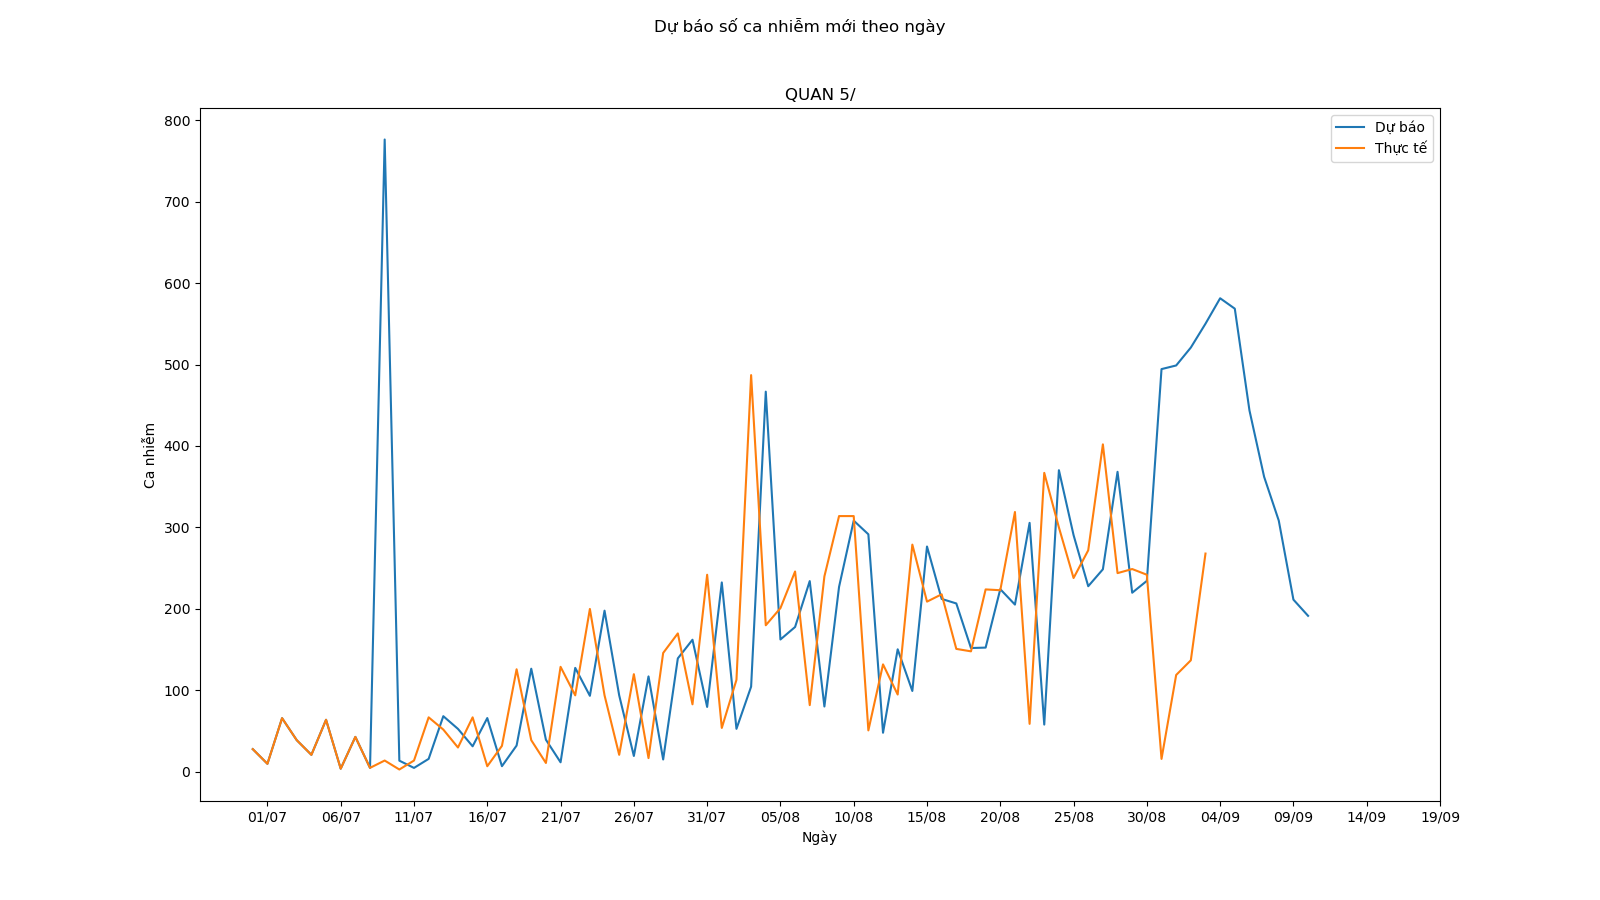 Dự báo số ca nhiễm mới theo ngày
QUAN 5/
Dự báo
Thực tế
Ca nhiễm
800
700
600
500
400
300
200
100
0
01/07 06/07 11/07 16/07 21/07 26/07 31/07 05/08 10/08 15/08 20/08 25/08 30/08 04/09 09/09 14/09 19/09
Ngày